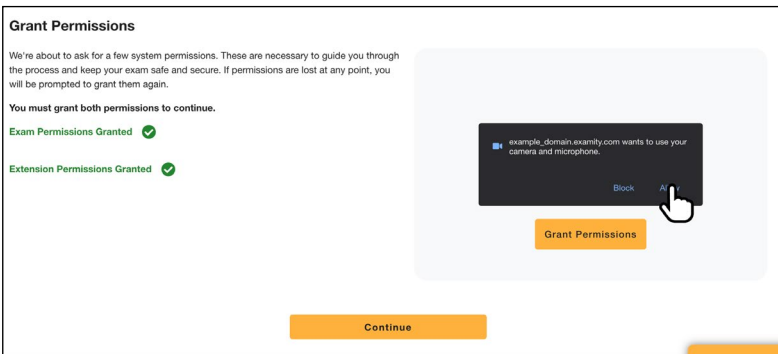 Grant Permissions
We're about to ask for a few system permissions. These are necessary to guide you through
the process and keep your exam safe and secure. If permissions are lost at any point, you
will be prompted to grant them again.
You must grant both permissions to continue.
Exam Permissions Granted
Extension Permissions Granted
example_domain.examity.com wants to use your
camera and microphone.
Block
Grant Permissions
Continue